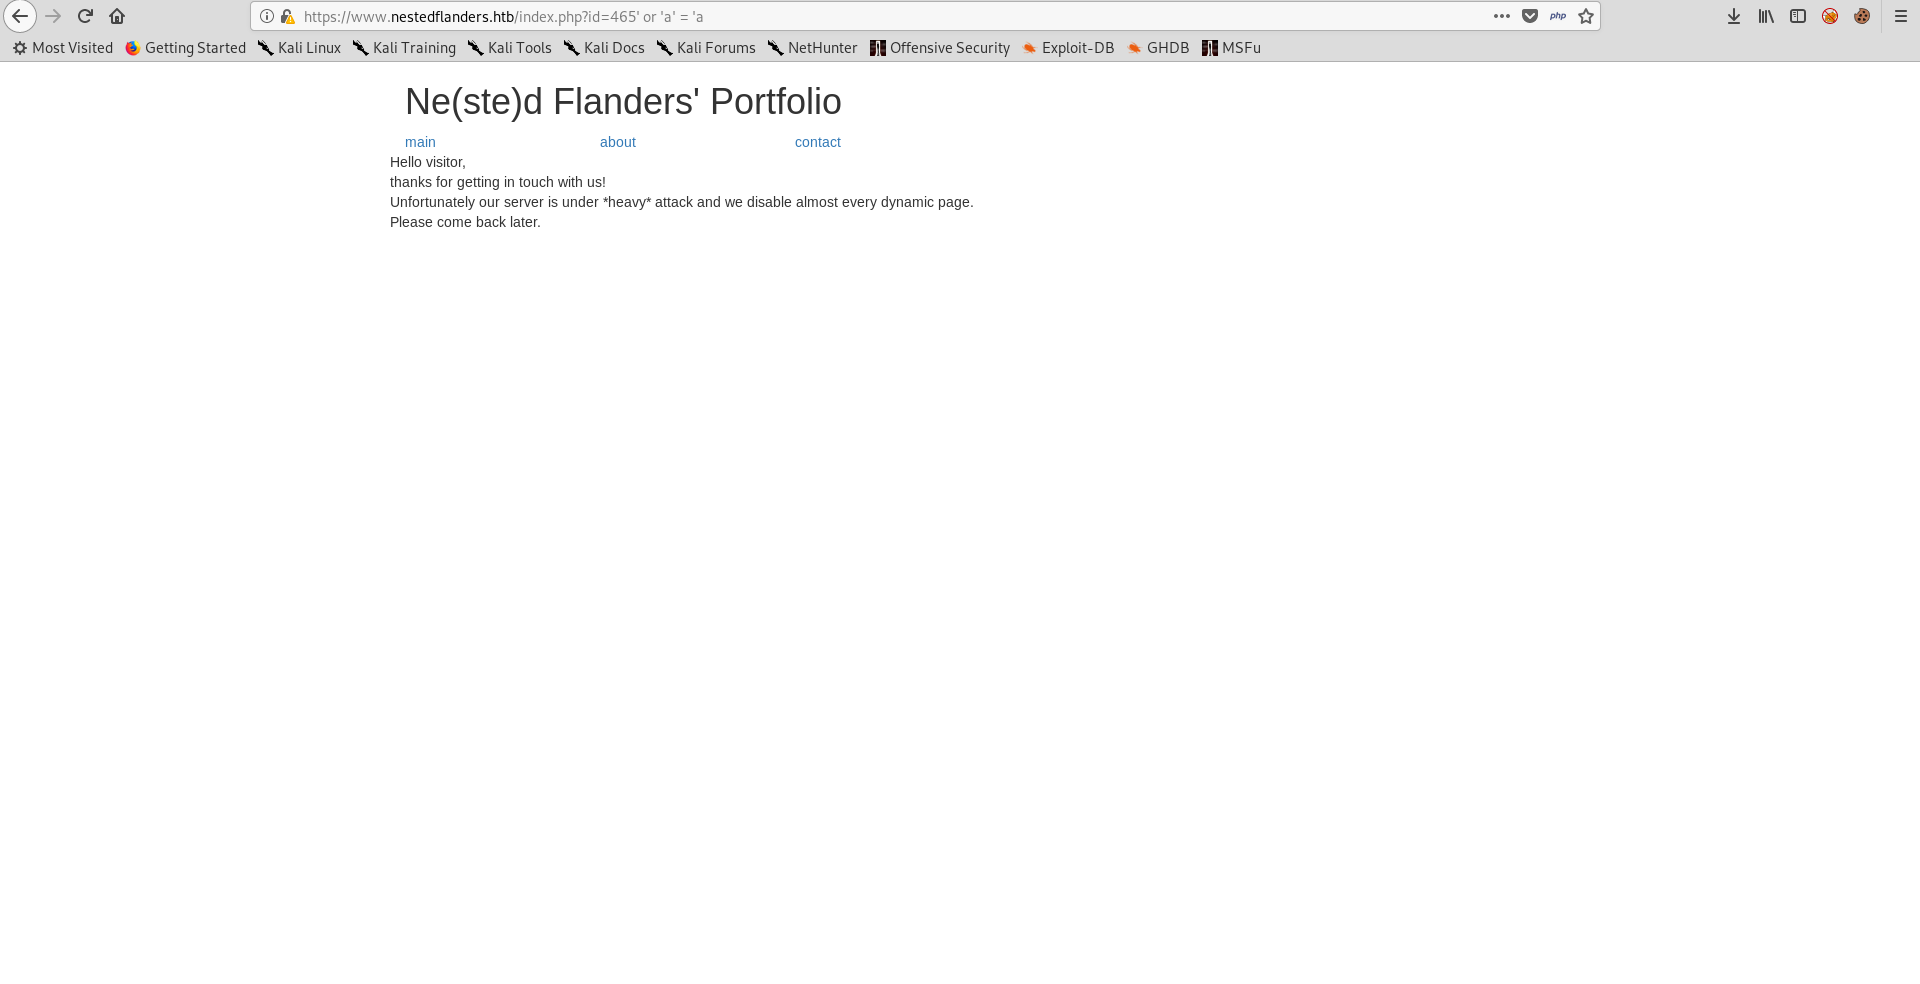 https://www.nestedflanders.htb/index.php?id=465' or 'a' = 'a
php
Most Visited Getting Started Kali Linux Kali Training Kali Tools Kali Docs Kali Forums NetHunter Offensive Security Exploit-DB GHDB MSFu
Ne(ste)d Flanders' Portfolio
main about contact
Hello visitor,
thanks for getting in touch with us!
Unfortunately our server is under *heavy* attack and we disable almost every dynamic page.
Please come back later.